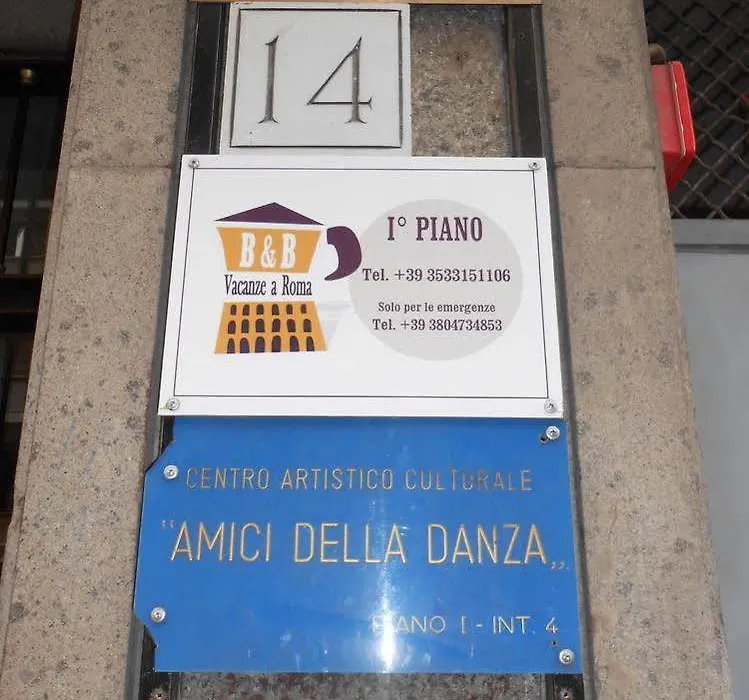 14
B&B
Vacanze a Roma
I° PIANO
Tel. +39 3533151106
Solo per le emergenze
Tel. +39 3804734853
CENTRO ARTISTICO CULTURALE
"AMICI DELLA DANZA„
PIANO I - INT. 4